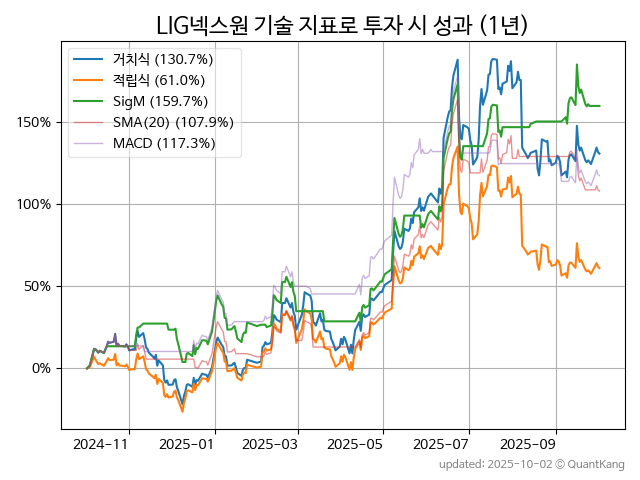 LIG넥스원 기술 지표로 투자 시 성과 (1년)
거치식 (130.7%)
적립식 (61.0%)
SigM (159.7%)
SMA(20) (107.9%)
MACD (117.3%)
150%
100%
50%
0%
2024-11 2025-01 2025-03 2025-05 2025-07 2025-09
updated: 2025-10-02 © QuantKang